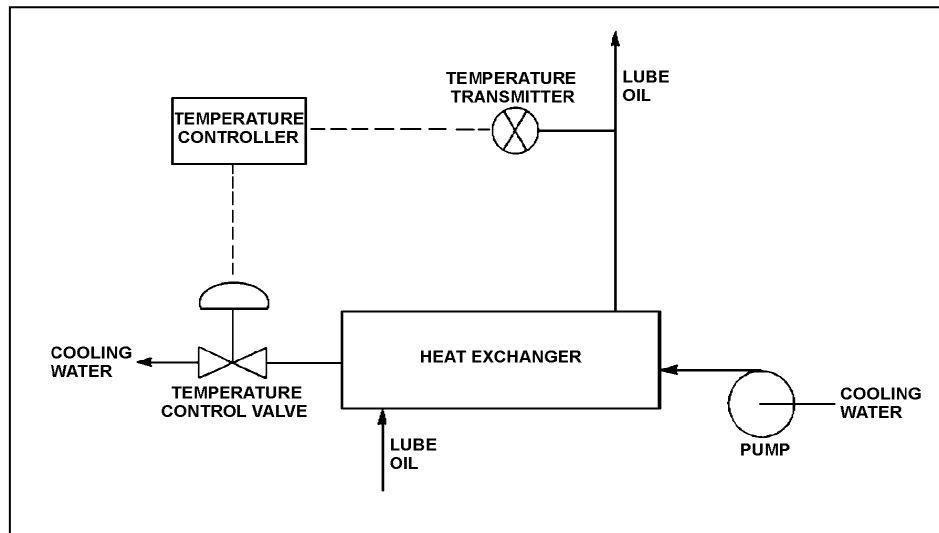 LUBE
OIL
TEMPERATURE
TRANSMITTER
TEMPERATURE
CONTROLLER
HEAT EXCHANGER
COOLING
WATER
TEMPERATURE
CONTROL VALVE
COOLING
WATER
PUMP
LUBE
OIL